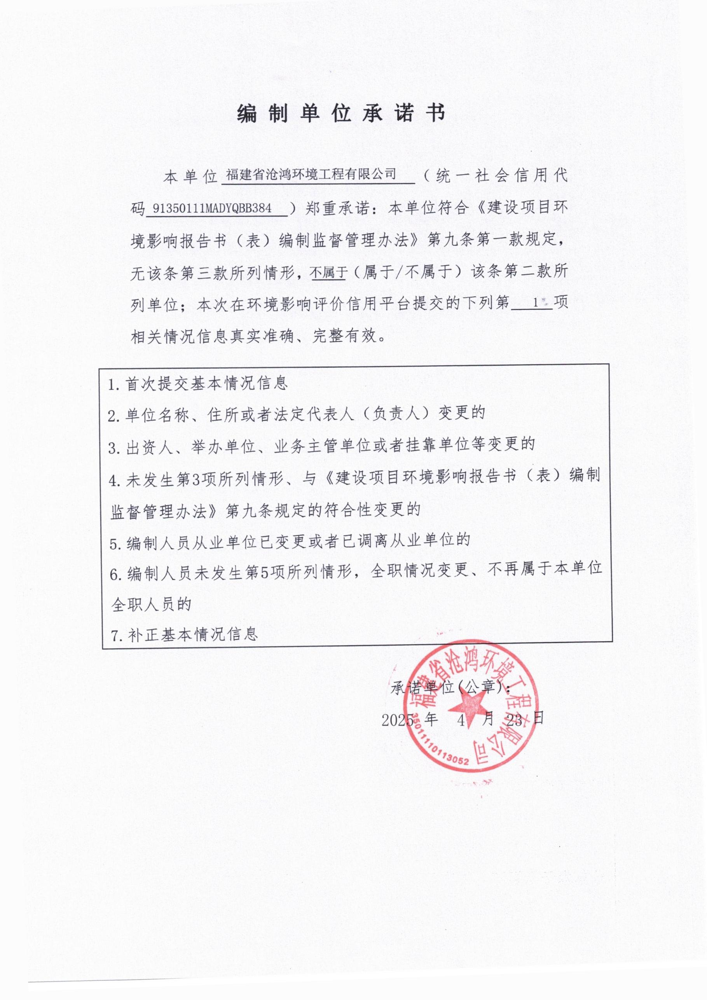 编制单位承诺书
本单位 福建省沧鸿环境工程有限公司 （统一社会信用代
码 91350111MADYQBB384 ）郑重承诺：本单位符合《建设项目环
境影响报告书（表）编制监督管理办法》第九条第一款规定，
无该条第三款所列情形，不属于（属于/不属于）该条第二款所
列单位；本次在环境影响评价信用平台提交的下列第 1 项
相关情况信息真实准确、完整有效。
1. 首次提交基本情况信息
2. 单位名称、住所或者法定代表人（负责人）变更的
3. 出资人、举办单位、业务主管单位或者挂靠单位等变更的
4. 未发生第3项所列情形、与《建设项目环境影响报告书（表）编制
监督管理办法》第九条规定的符合性变更的
5. 编制人员从业单位已变更或者已调离从业单位的
6. 编制人员未发生第5项所列情形，全职情况变更、不再属于本单位
全职人员的
7. 补正基本情况信息
承诺单位(公章)：
2025 年 4 月 23 日
福建省沧鸿环境工程有限公司
35011110113052